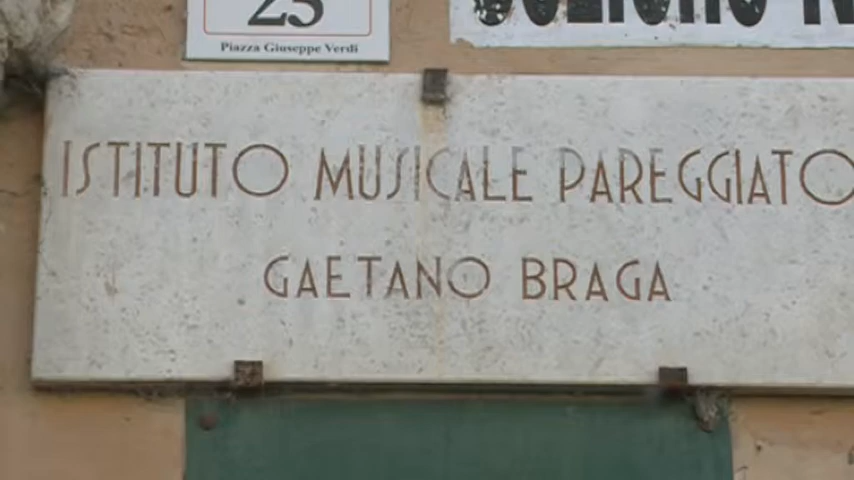 25
Piazza Giuseppe Verdi
ISTITUTO MUSICALE PAREGGIATO
GAETANO BRAGA